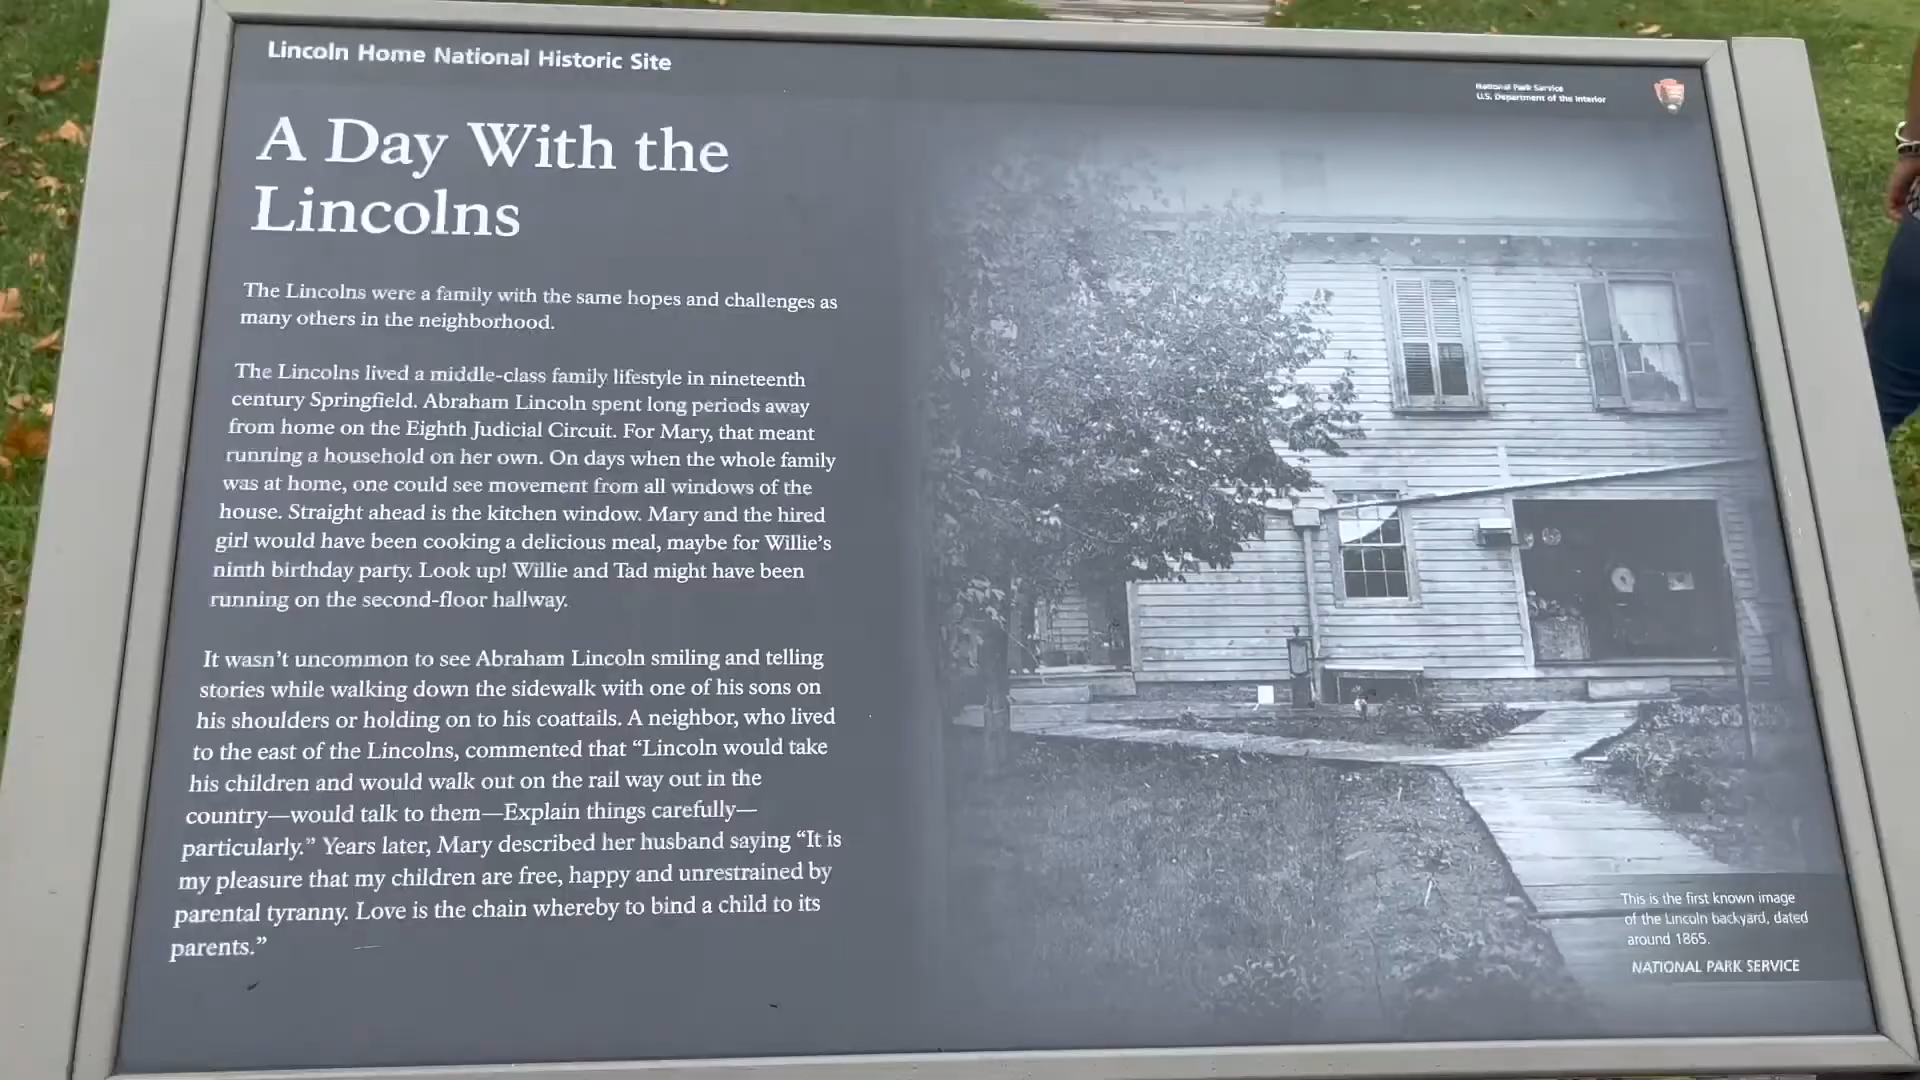 Lincoln Home National Historic Site
National Park Service
U.S. Department of the Interior
A Day With the
Lincolns
The Lincolns were a family with the same hopes and challenges as
many others in the neighborhood.
The Lincolns lived a middle-class family lifestyle in nineteenth
century Springfield. Abraham Lincoln spent long periods away
from home on the Eighth Judicial Circuit. For Mary, that meant
running a household on her own. On days when the whole family
was at home, one could see movement from all windows of the
house. Straight ahead is the kitchen window. Mary and the hired
girl would have been cooking a delicious meal, maybe for Willie’s
ninth birthday party. Look up! Willie and Tad might have been
running on the second-floor hallway.
It wasn’t uncommon to see Abraham Lincoln smiling and telling
stories while walking down the sidewalk with one of his sons on
his shoulders or holding on to his coattails. A neighbor, who lived
to the east of the Lincolns, commented that “Lincoln would take
his children and would walk out on the rail way out in the
country—would talk to them—Explain things carefully—
particularly.” Years later, Mary described her husband saying “It is
my pleasure that my children are free, happy and unrestrained by
parental tyranny. Love is the chain whereby to bind a child to its
parents.”
This is the first known image
of the Lincoln backyard, dated
around 1865.
NATIONAL PARK SERVICE